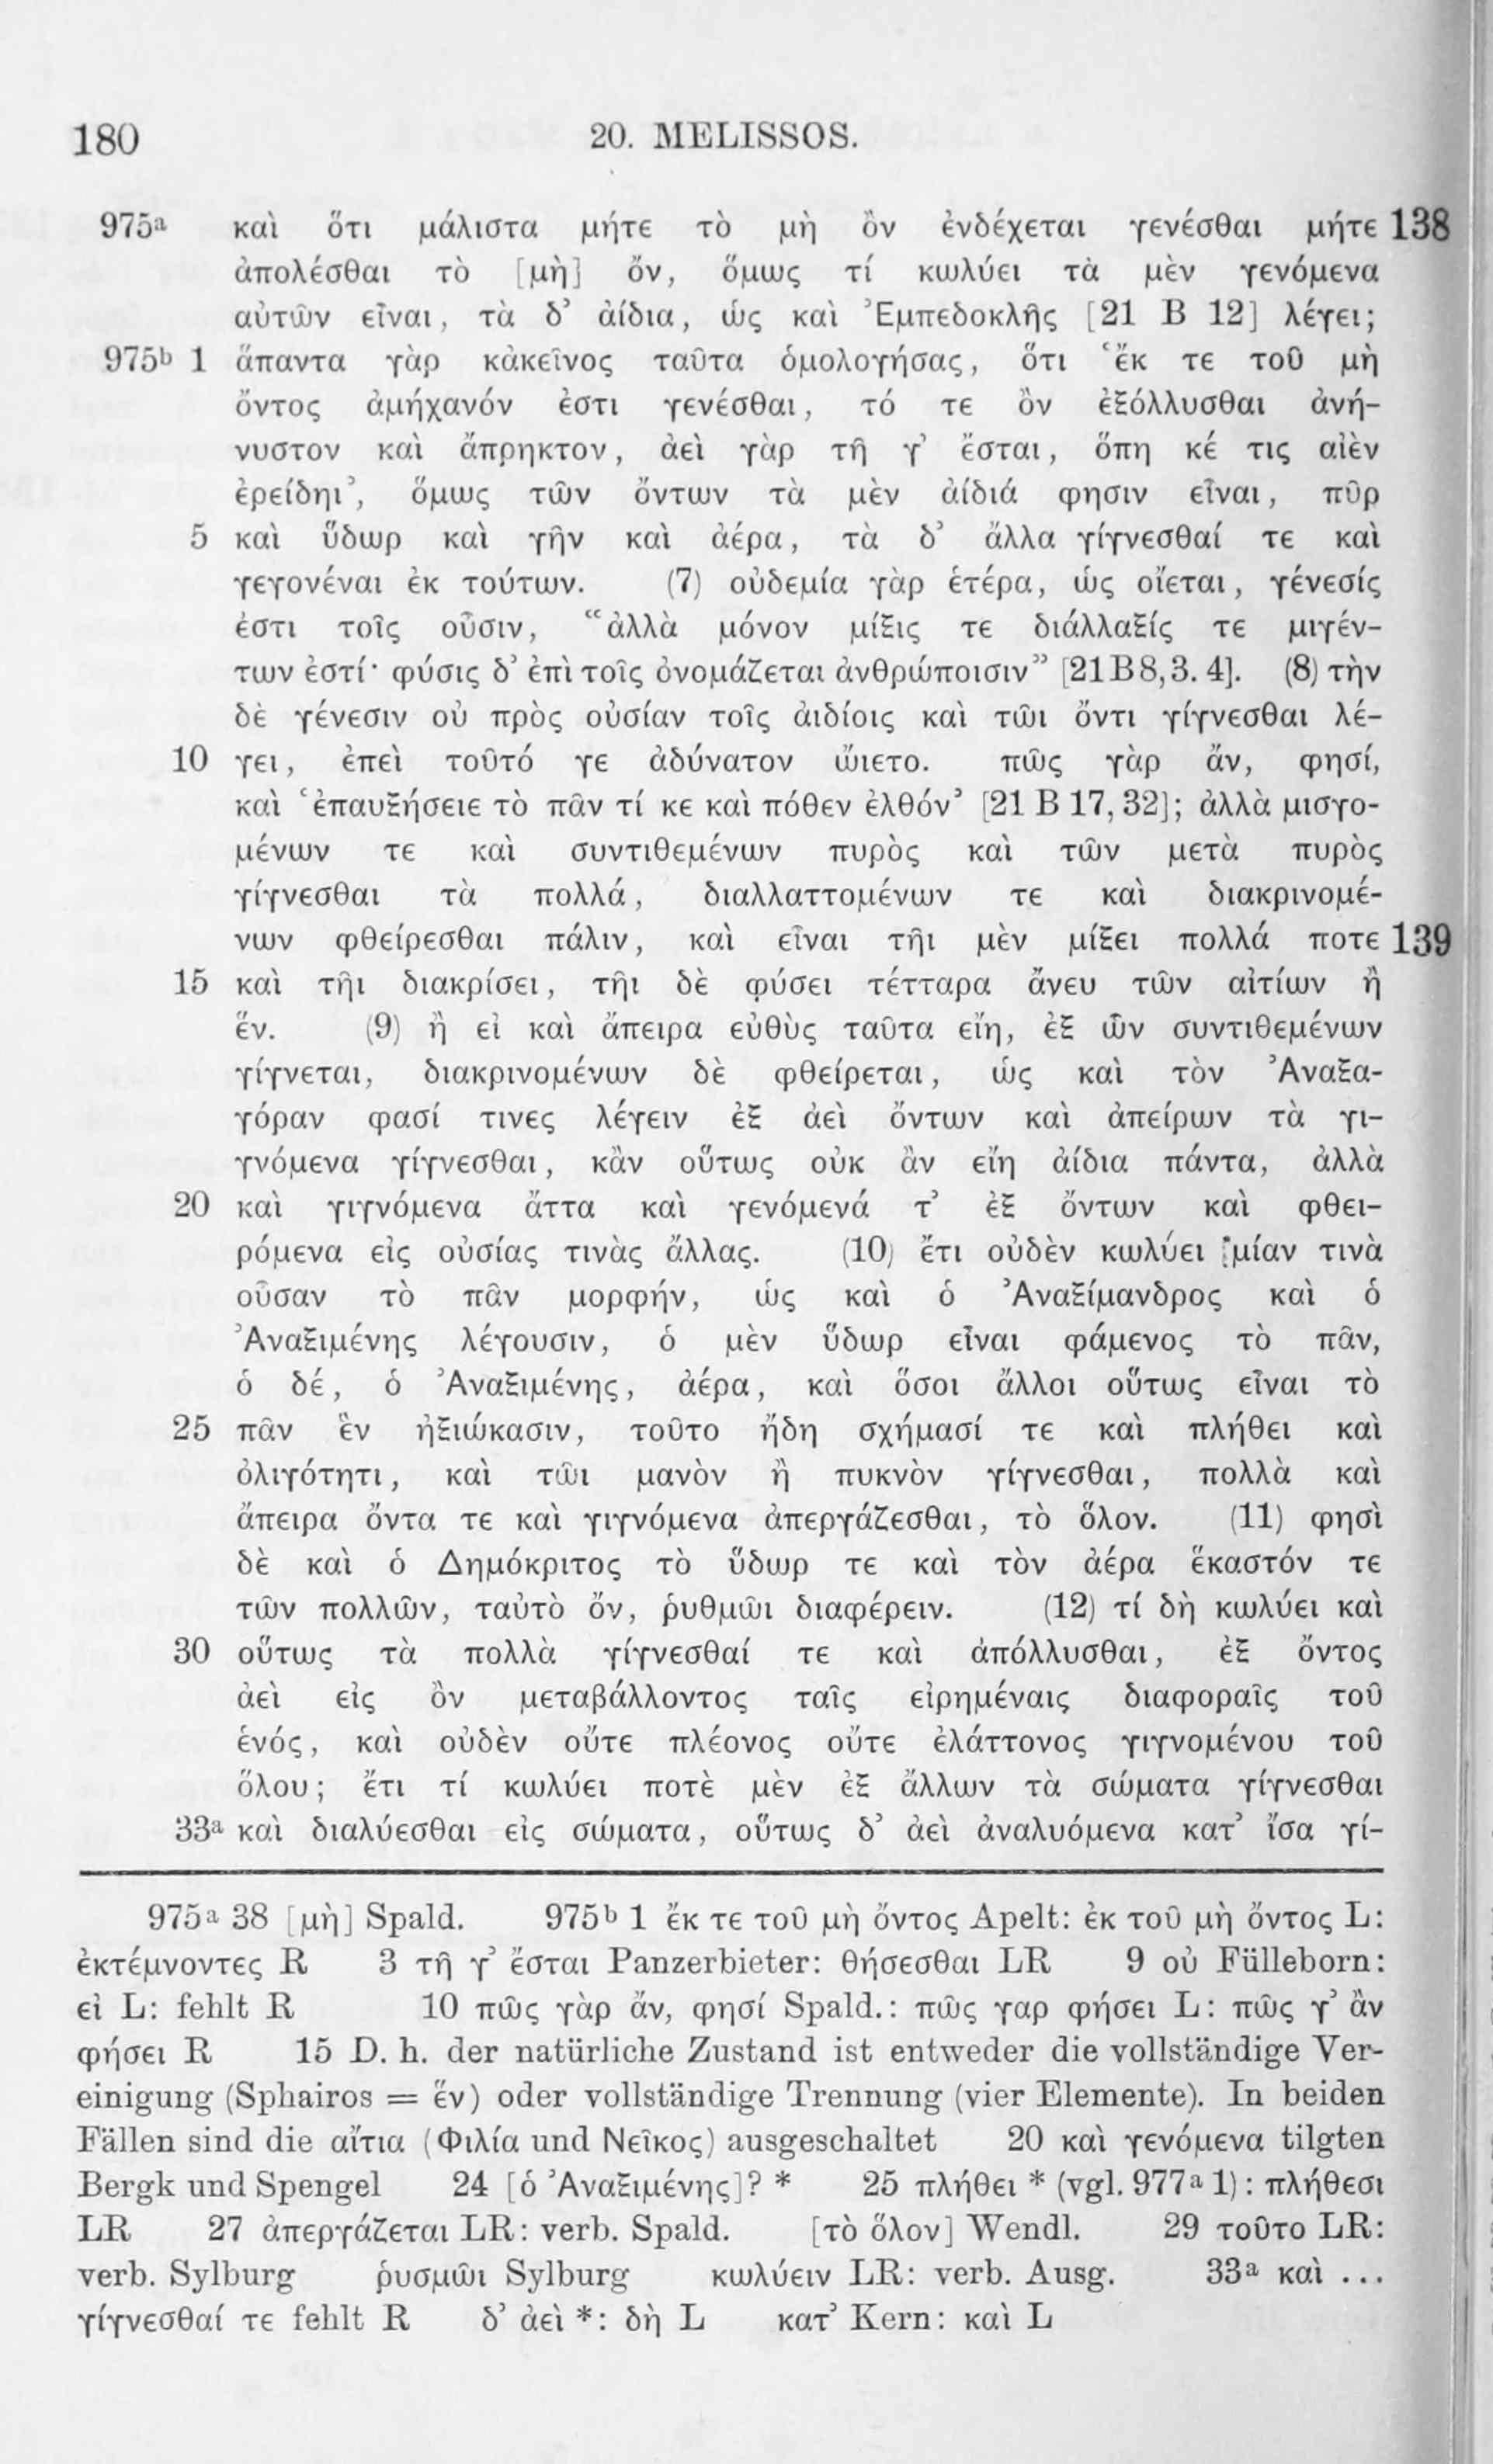 180 20. MELISSOS.
975a καὶ ὅτι μάλιστα μήτε τὸ μὴ ὂν ἐνδέχεται γενέσθαι μήτε 138
ἀπολέσθαι τὸ [μὴ] ὄν, ὅμως τί κωλύει τὰ μὲν γενόμενα
αὐτῶν εἶναι, τὰ δ’ ἀίδια, ὡς καὶ Ἐμπεδοκλῆς [21 B 12] λέγει;
975b 1 ἅπαντα γὰρ κἀκεῖνος ταῦτα ὁμολογήσας, ὅτι ‘ἔκ τε τοῦ μὴ
ὄντος ἀμήχανόν ἐστι γενέσθαι, τό τε ὂν ἐξόλλυσθαι ἀνή-
νυστον καὶ ἄπρηκτον, ἀεὶ γὰρ τῆ γ’ ἔσται, ὅπη κέ τις αἰὲν
ἐρείδηι’, ὅμως τῶν ὄντων τὰ μὲν ἀίδιά φησιν εἶναι, πῦρ
5 καὶ ὕδωρ καὶ γῆν καὶ ἀέρα, τὰ δ’ ἄλλα γίγνεσθαί τε καὶ
γεγονέναι ἐκ τούτων. (7) οὐδεμία γὰρ ἑτέρα, ὡς οἴεται, γένεσίς
ἐστι τοῖς οὖσιν, “ἀλλὰ μόνον μίξις τε διάλλαξίς τε μιγέν-
των ἐστί· φύσις δ’ ἐπὶ τοῖς ὀνομάζεται ἀνθρώποισιν” [21 B 8, 3. 4]. (8) τὴν
δὲ γένεσιν οὐ πρὸς οὐσίαν τοῖς ἀιδίοις καὶ τῶι ὄντι γίγνεσθαι λέ-
10 γει, ἐπεὶ τοῦτό γε ἀδύνατον ὤιετο. πῶς γὰρ ἄν, φησί,
καὶ ‘ἐπαυξήσειε τὸ πᾶν τί κε καὶ πόθεν ἐλθόν’ [21 B 17, 32]; ἀλλὰ μισγο-
μένων τε καὶ συντιθεμένων πυρὸς καὶ τῶν μετὰ πυρὸς
γίγνεσθαι τὰ πολλά, διαλλαττομένων τε καὶ διακρινομέ-
νων φθείρεσθαι πάλιν, καὶ εἶναι τῆι μὲν μίξει πολλά ποτε 139
15 καὶ τῆι διακρίσει, τῆι δὲ φύσει τέτταρα ἄνευ τῶν αἰτίων ἢ
ἕν. (9) ἢ εἰ καὶ ἄπειρα εὐθὺς ταῦτα εἴη, ἐξ ὧν συντιθεμένων
γίγνεται, διακρινομένων δὲ φθείρεται, ὡς καὶ τὸν Ἀναξα-
γόραν φασί τινες λέγειν ἐξ ἀεὶ ὄντων καὶ ἀπείρων τὰ γι-
γνόμενα γίγνεσθαι, κἂν οὕτως οὐκ ἂν εἴη ἀίδια πάντα, ἀλλὰ
20 καὶ γιγνόμενα ἄττα καὶ γενόμενά τ’ ἐξ ὄντων καὶ φθει-
ρόμενα εἰς οὐσίας τινὰς ἄλλας. (10) ἔτι οὐδὲν κωλύει μίαν τινὰ
οὖσαν τὸ πᾶν μορφήν, ὡς καὶ ὁ Ἀναξίμανδρος καὶ ὁ
Ἀναξιμένης λέγουσιν, ὁ μὲν ὕδωρ εἶναι φάμενος τὸ πᾶν,
ὁ δέ, ὁ Ἀναξιμένης, ἀέρα, καὶ ὅσοι ἄλλοι οὕτως εἶναι τὸ
25 πᾶν ἓν ἠξιώκασιν, τοῦτο ἤδη σχήμασί τε καὶ πλήθει καὶ
ὀλιγότητι, καὶ τῶι μανὸν ἢ πυκνὸν γίγνεσθαι, πολλὰ καὶ
ἄπειρα ὄντα τε καὶ γιγνόμενα ἀπεργάζεσθαι, τὸ ὅλον. (11) φησὶ
δὲ καὶ ὁ Δημόκριτος τὸ ὕδωρ τε καὶ τὸν ἀέρα ἕκαστόν τε
τῶν πολλῶν, ταὐτὸ ὄν, ῥυθμῶι διαφέρειν. (12) τί δὴ κωλύει καὶ
30 οὕτως τὰ πολλὰ γίγνεσθαί τε καὶ ἀπόλλυσθαι, ἐξ ὄντος
ἀεὶ εἰς ὂν μεταβάλλοντος ταῖς εἰρημέναις διαφοραῖς τοῦ
ἑνός, καὶ οὐδὲν οὔτε πλέονος οὔτε ἐλάττονος γιγνομένου τοῦ
ὅλου; ἔτι τί κωλύει ποτὲ μὲν ἐξ ἄλλων τὰ σώματα γίγνεσθαι
33a καὶ διαλύεσθαι εἰς σώματα, οὕτως δ’ ἀεὶ ἀναλυόμενα κατ’ ἴσα γί-
975a 38 [μὴ] Spald. 975b 1 ἔκ τε τοῦ μὴ ὄντος Apelt: ἐκ τοῦ μὴ ὄντος L:
ἐκτέμνοντες R 3 τῆ γ’ ἔσται Panzerbieter: θήσεσθαι LR 9 οὐ Fülleborn:
εἰ L: fehlt R 10 πῶς γὰρ ἄν, φησί Spald.: πῶς γαρ φήσει L: πῶς γ’ ἂν
φήσει R 15 D. h. der natürliche Zustand ist entweder die vollständige Ver-
einigung (Sphairos = ἕν) oder vollständige Trennung (vier Elemente). In beiden
Fällen sind die αἴτια (Φιλία und Νεῖκος) ausgeschaltet 20 καὶ γενόμενα tilgten
Bergk und Spengel 24 [ὁ Ἀναξιμένης]? * 25 πλήθει * (vgl. 977a 1): πλήθεσι
LR 27 ἀπεργάζεται LR: verb. Spald. [τὸ ὅλον] Wendl. 29 τοῦτο LR:
verb. Sylburg ῥυσμῶι Sylburg κωλύειν LR: verb. Ausg. 33a καὶ ...
γίγνεσθαί τε fehlt R δ’ ἀεὶ *: δὴ L κατ’ Kern: καὶ L